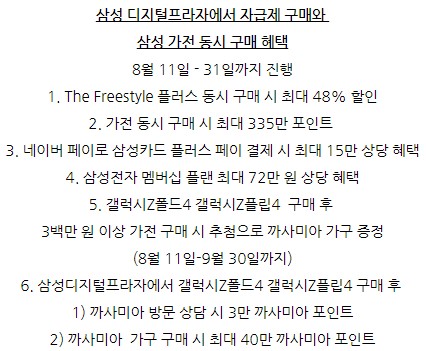 삼성 디지털프라자에서 자급제 구매와
삼성 가전 동시 구매 혜택
8월 11일 - 31일까지 진행
1. The Freestyle 플러스 동시 구매 시 최대 48% 할인
2. 가전 동시 구매 시 최대 335만 포인트
3. 네이버 페이로 삼성카드 플러스 페이 결제 시 최대 15만 상당 혜택
4. 삼성전자 멤버십 플랜 최대 72만 원 상당 혜택
5. 갤럭시Z폴드4 갤럭시Z플립4 구매 후
3백만 원 이상 가전 구매 시 추첨으로 까사미아 가구 증정
(8월 11일-9월 30일까지)
6. 삼성디지털프라자에서 갤럭시Z폴드4 갤럭시Z플립4 구매 후
1) 까사미아 방문 상담 시 3만 까사미아 포인트
2) 까사미아 가구 구매 시 최대 40만 까사미아 포인트